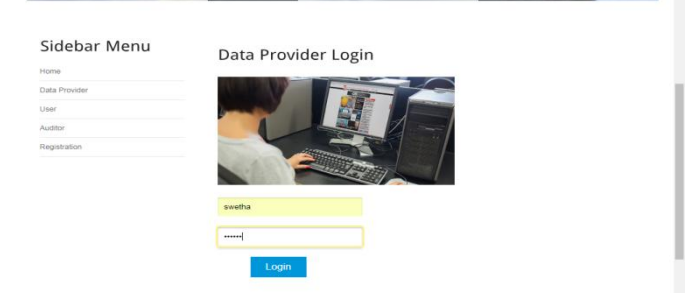 Sidebar Menu
Home
Data Provider
User
Auditor
Registration
Data Provider Login
swetha
••••••
Login